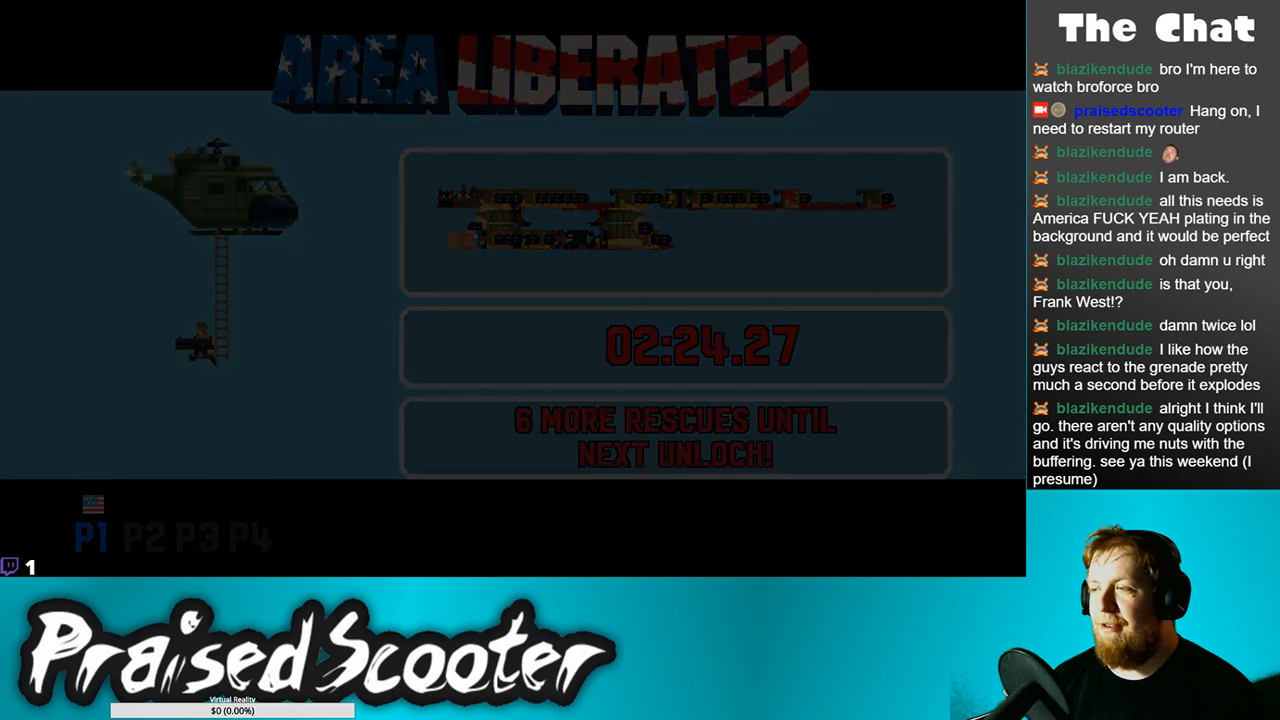 AREA LIBERATED
02:24.27
6 MORE RESCUES UNTIL
NEXT UNLOCK!
P1 P2 P3 P4
1
PraisedScooter
Virtual Reality
$0 (0.00%)
The Chat
blazikendude bro I'm here to
watch broforce bro
praisedscooter Hang on, I
need to restart my router
blazikendude
blazikendude I am back.
blazikendude all this needs is
America FUCK YEAH plating in the
background and it would be perfect
blazikendude oh damn u right
blazikendude is that you,
Frank West!?
blazikendude damn twice lol
blazikendude I like how the
guys react to the grenade pretty
much a second before it explodes
blazikendude alright I think I'll
go. there aren't any quality options
and it's driving me nuts with the
buffering. see ya this weekend (I
presume)